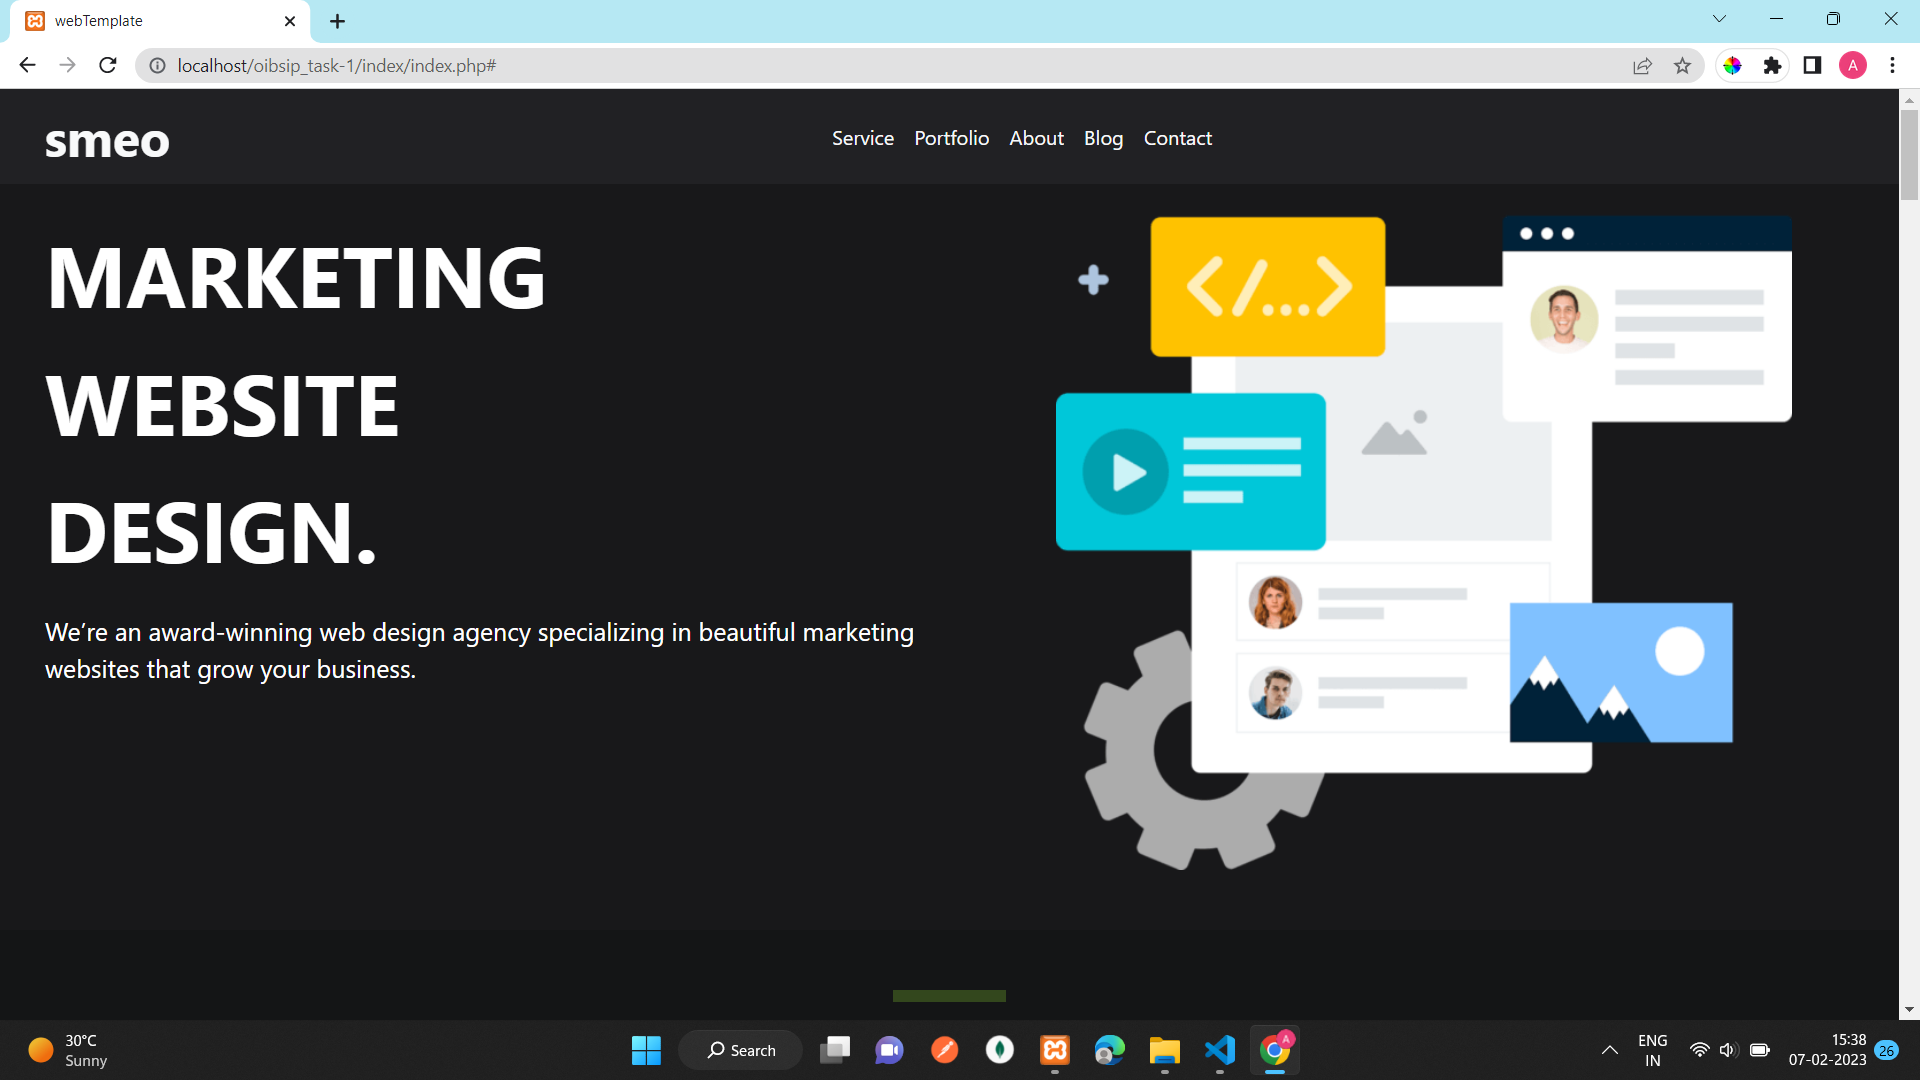 webTemplate
localhost/oibsip_task-1/index/index.php#
A
smeo
Service Portfolio About Blog Contact
MARKETING
WEBSITE
DESIGN.
We’re an award-winning web design agency specializing in beautiful marketing
websites that grow your business.
</...>
30°C
Sunny
Search
A
ENG
IN
15:38
07-02-2023
26